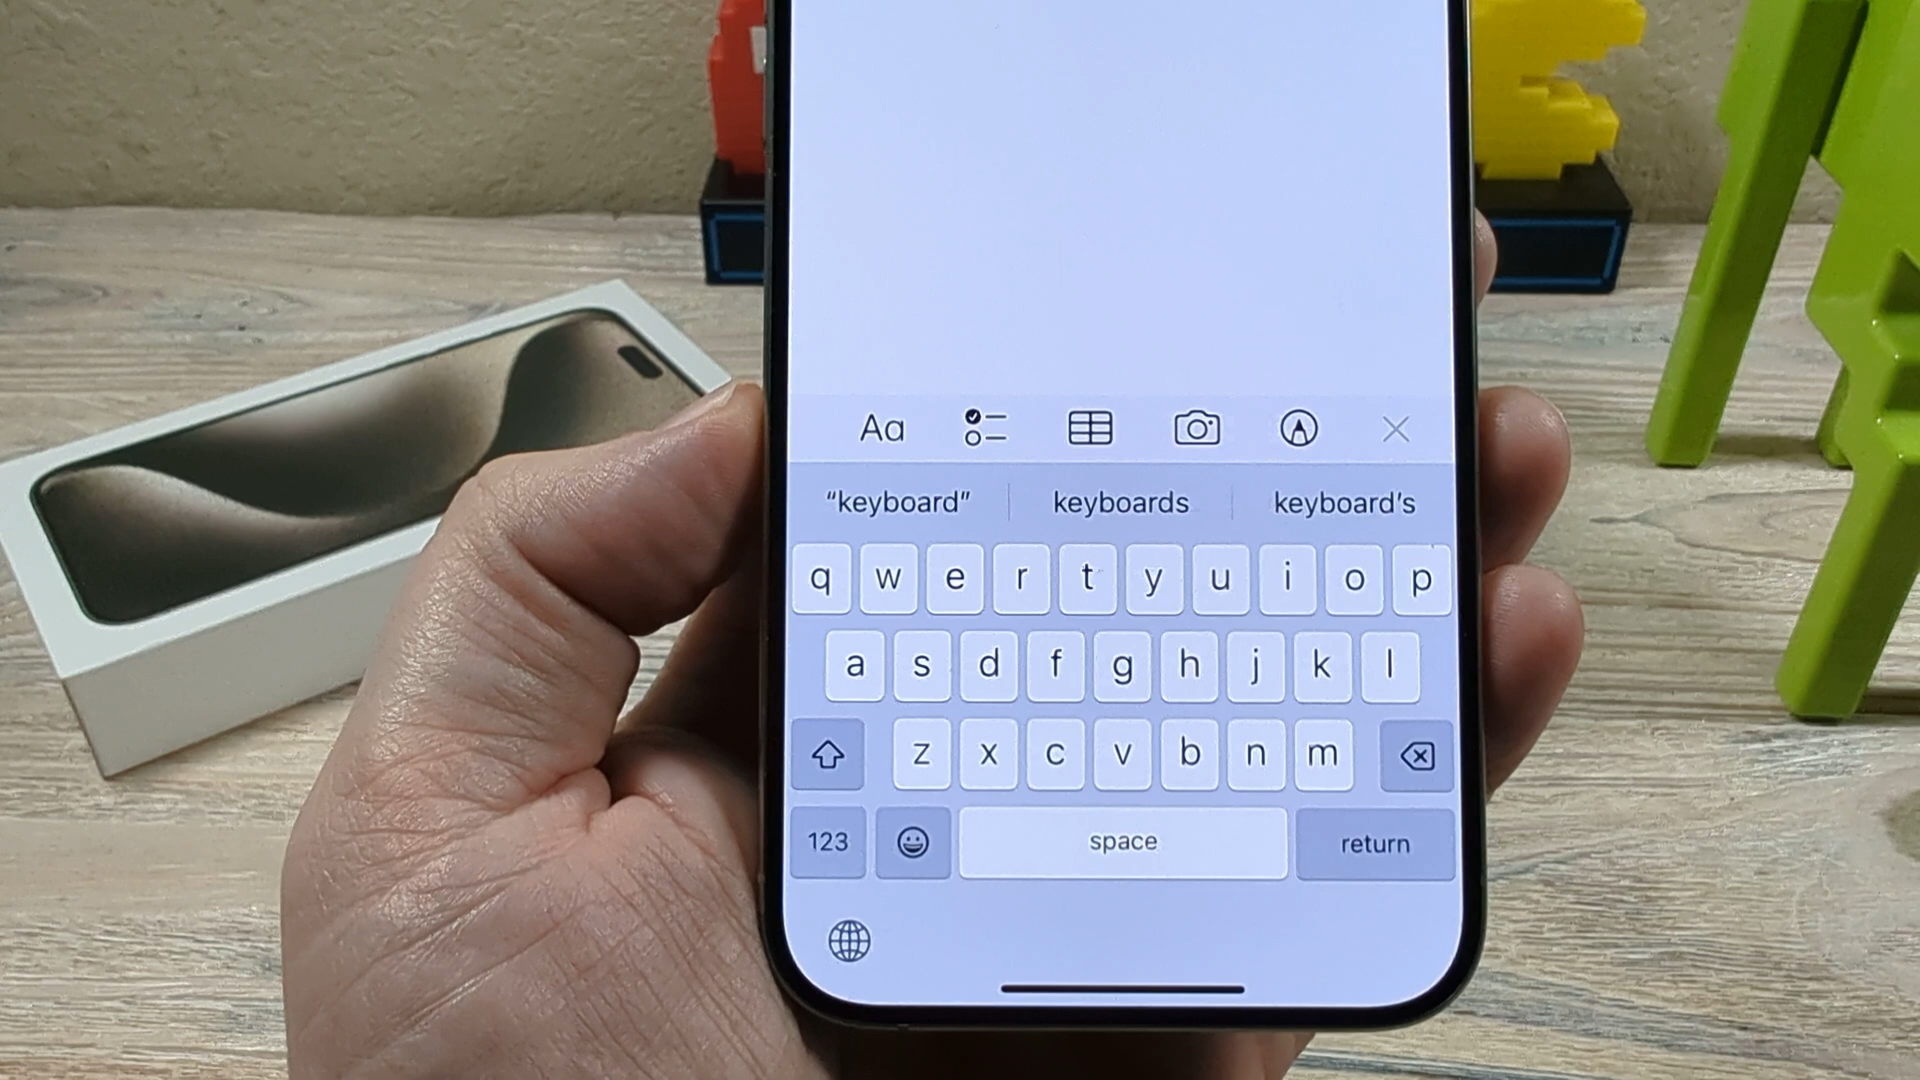 Aa
“keyboard” keyboards keyboard’s
q w e r t y u i o p
a s d f g h j k l
z x c v b n m
123 space return